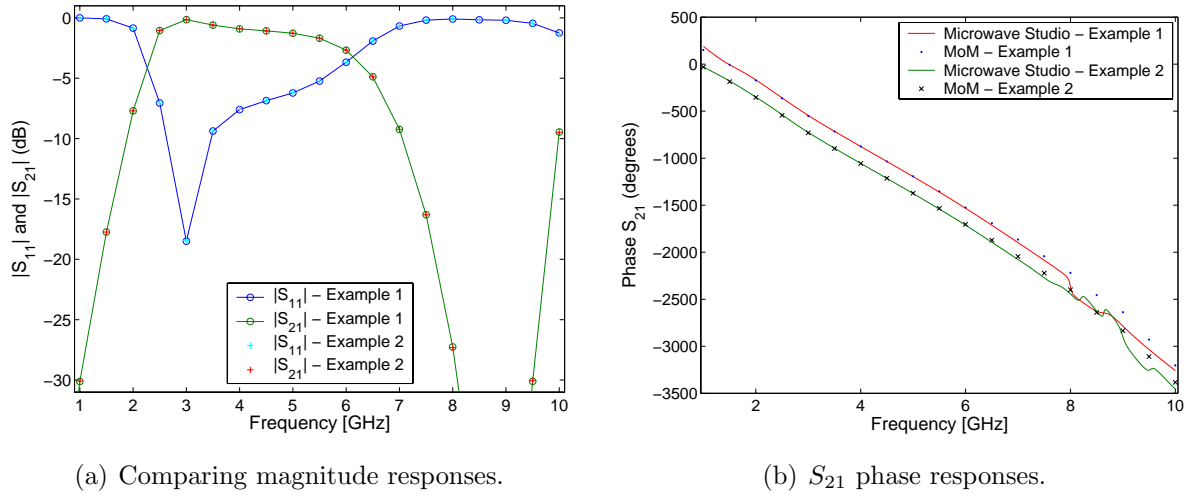 0
−5
−10
−15
−20
−25
−30
|S11| and |S21| (dB)
|S11| − Example 1
|S21| − Example 1
|S11| − Example 2
|S21| − Example 2
1 2 3 4 5 6 7 8 9 10
Frequency [GHz]
(a) Comparing magnitude responses.
500
0
−500
−1000
−1500
−2000
−2500
−3000
−3500
Phase S21 (degrees)
Microwave Studio − Example 1
MoM − Example 1
Microwave Studio − Example 2
MoM − Example 2
2 4 6 8 10
Frequency [GHz]
(b) S21 phase responses.